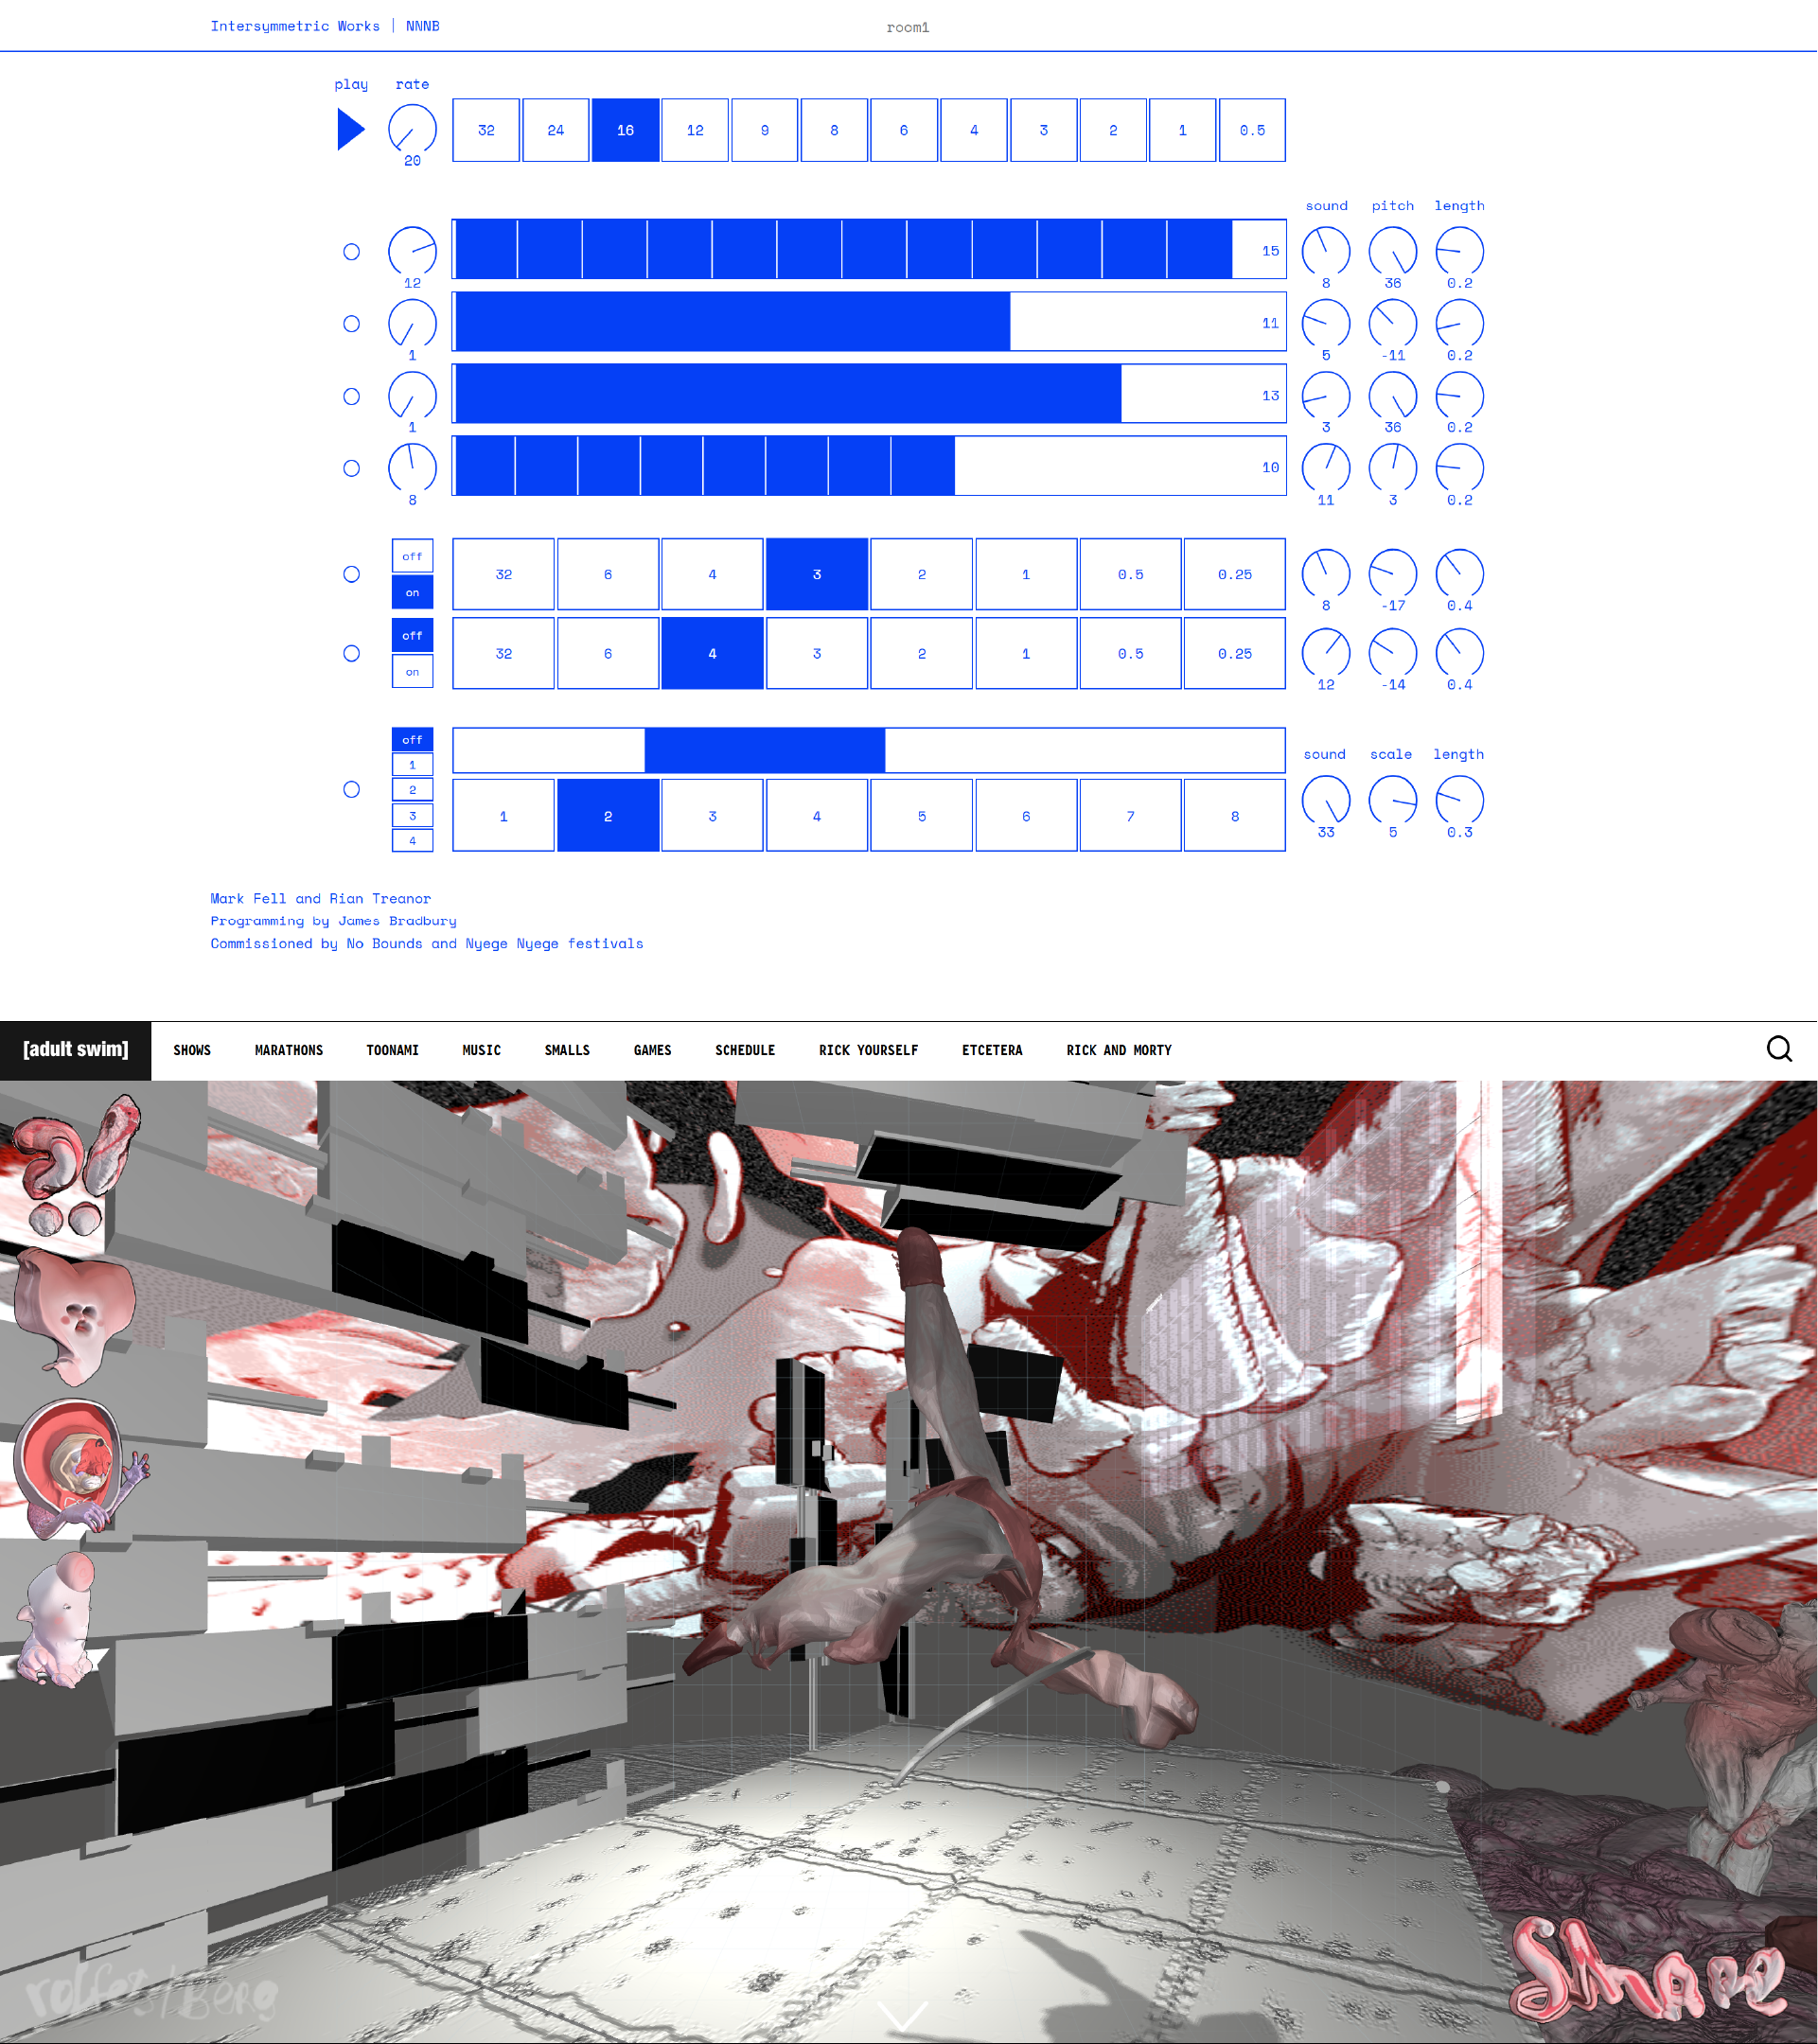 Intersymmetric Works | NNNB
room1
play rate
32 24 16 12 9 8 6 4 3 2 1 0.5
20
sound pitch length
15
12 8 36 0.2
11
1 5 -11 0.2
13
1 3 36 0.2
10
8 11 3 0.2
off
on
32 6 4 3 2 1 0.5 0.25
8 -17 0.4
off
on
32 6 4 3 2 1 0.5 0.25
12 -14 0.4
off
1
2
3
4
sound scale length
1 2 3 4 5 6 7 8
33 5 0.3
Mark Fell and Rian Treanor
Programming by James Bradbury
Commissioned by No Bounds and Nyege Nyege festivals
[adult swim] SHOWS MARATHONS TOONAMI MUSIC SMALLS GAMES SCHEDULE RICK YOURSELF ETCETERA RICK AND MORTY
rolfes/Berg
Share